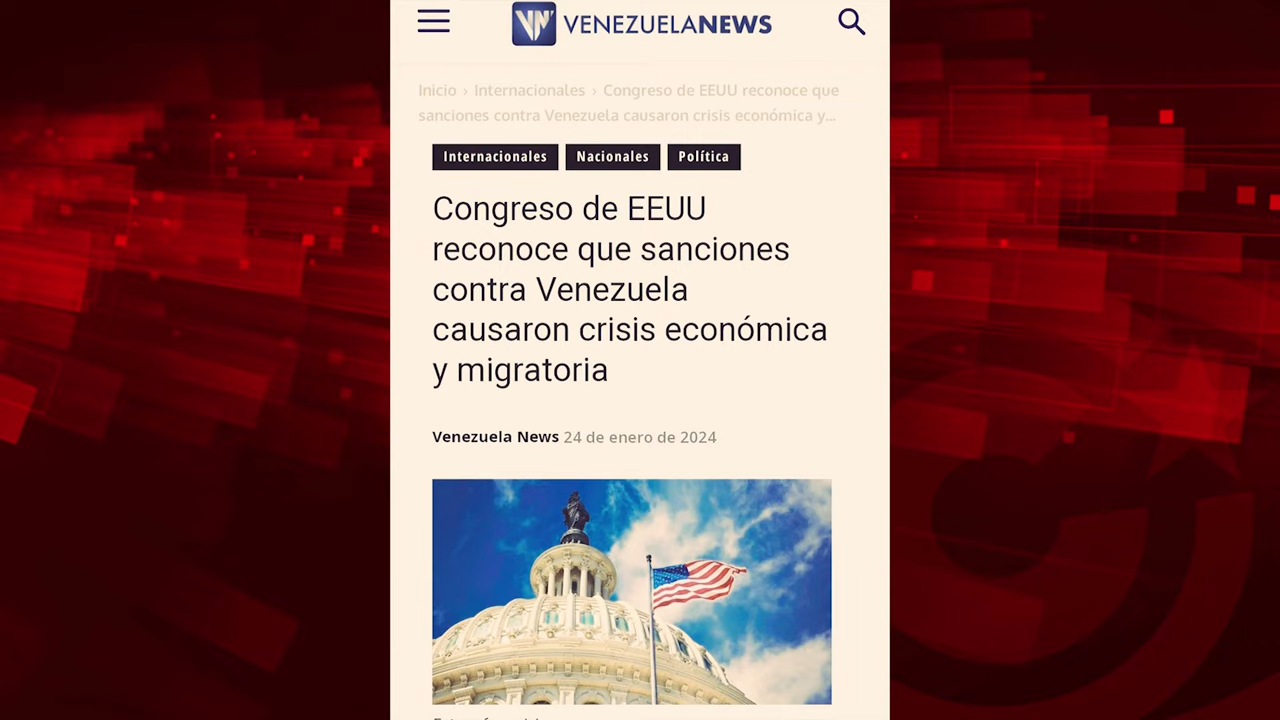 VENEZUELANEWS
Inicio › Internacionales › Congreso de EEUU reconoce que
sanciones contra Venezuela causaron crisis económica y...
Internacionales Nacionales Política
Congreso de EEUU
reconoce que sanciones
contra Venezuela
causaron crisis económica
y migratoria
Venezuela News 24 de enero de 2024